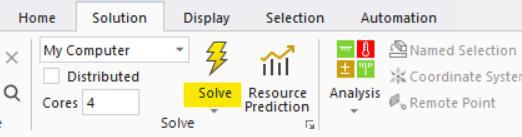 Home Solution Display Selection Automation
My Computer
Distributed
Cores 4
Solve
Resource
Prediction
Analysis
Named Selection
Coordinate Syste
Remote Point
Solve